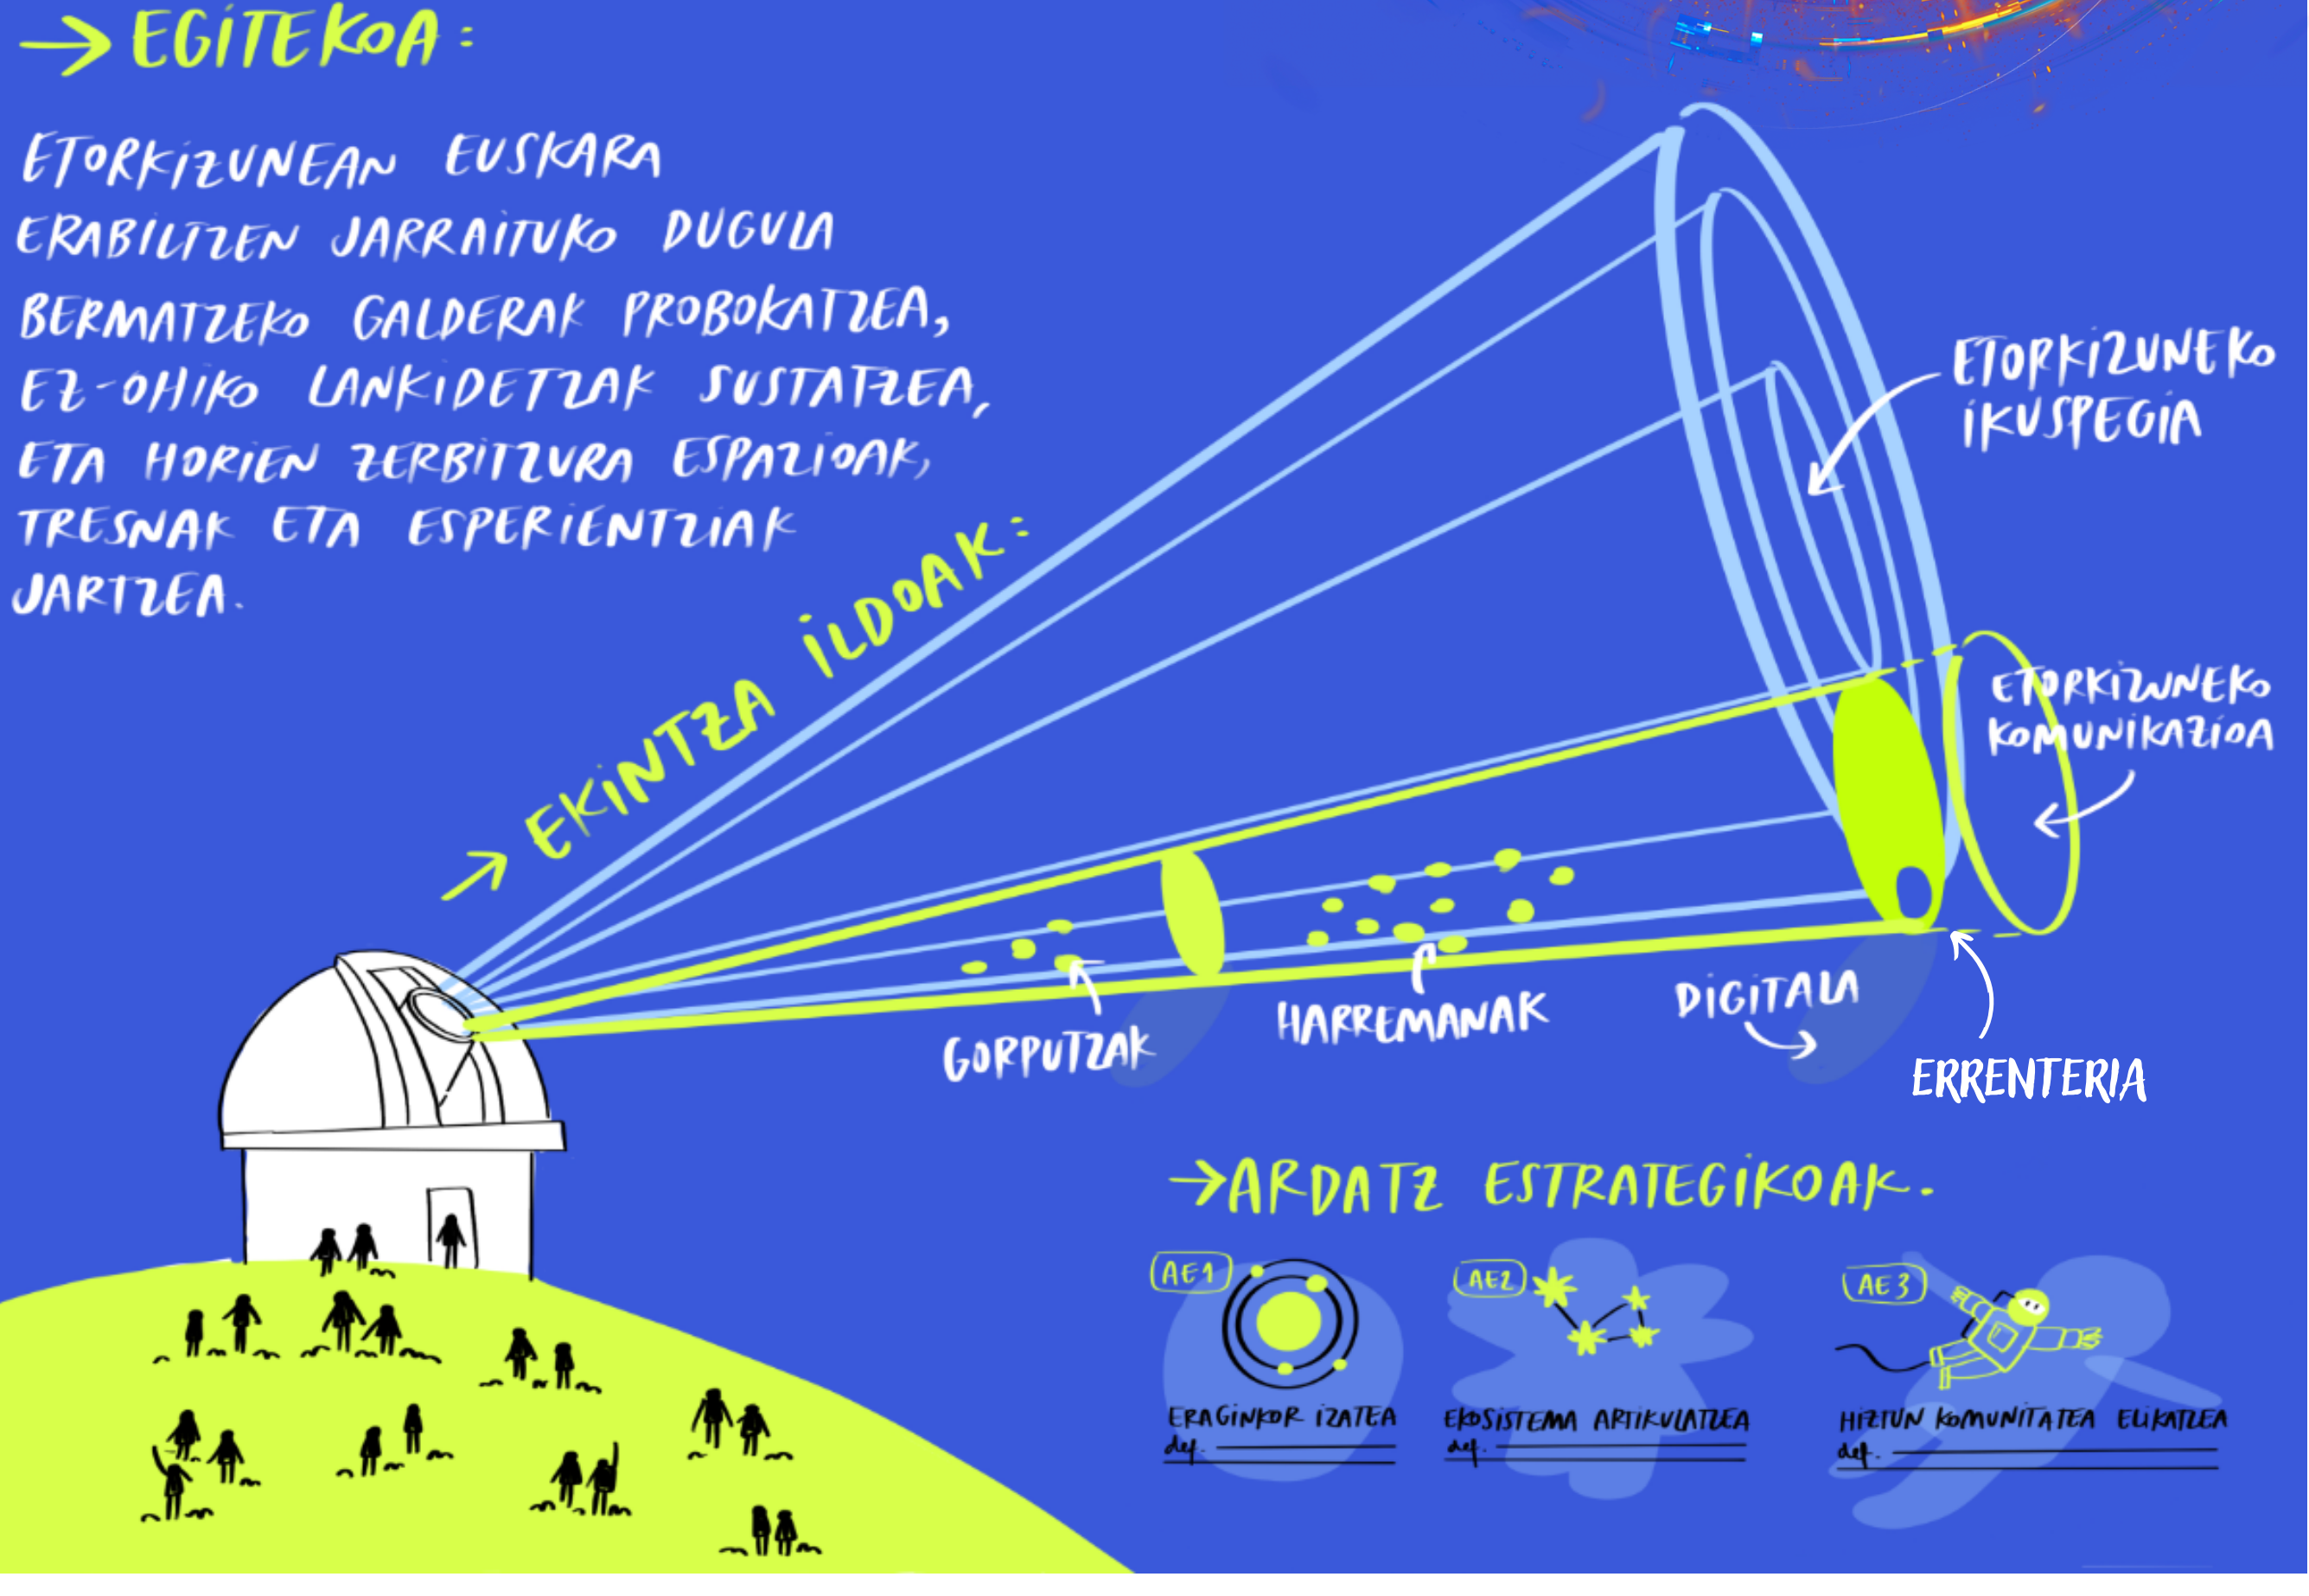 → EGITEKOA:
ETORKIZUNEAN EUSKARA
ERABILTZEN JARRAITUKO DUGULA
BERMATZEKO GALDERAK PROBOKATZEA,
EZ-OHIKO LANKIDETZAK SUSTATZEA,
ETA HORIEN ZERBITZURA ESPAZIOAK,
TRESNAK ETA ESPERIENTZIAK
JARTZEA.
→ EKINTZA ILDOAK:
ETORKIZUNEKO
IKUSPEGIA
ETORKIZUNEKO
KOMUNIKAZIOA
GORPUTZAK
HARREMANAK
DIGITALA
ERRENTERIA
→ ARDATZ ESTRATEGIKOAK.
AE1
ERAGINKOR IZATEA
def.
AE2
EKOSISTEMA ARTIKULATZEA
def.
AE3
HIZTUN KOMUNITATEA ELIKATZEA
def.